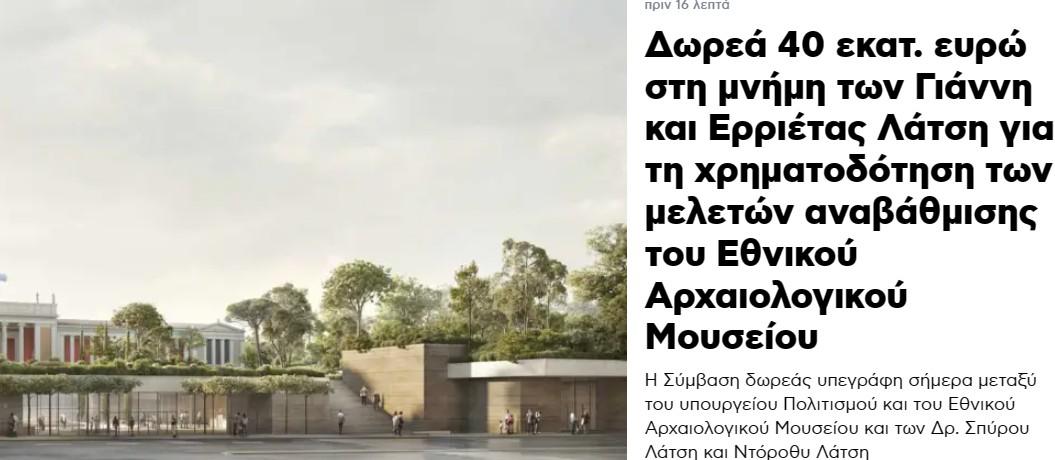 πριν 16 λεπτά
Δωρεά 40 εκατ. ευρώ
στη μνήμη των Γιάννη
και Ερριέτας Λάτση για
τη χρηματοδότηση των
μελετών αναβάθμισης
του Εθνικού
Αρχαιολογικού
Μουσείου
Η Σύμβαση δωρεάς υπεγράφη σήμερα μεταξύ
του υπουργείου Πολιτισμού και του Εθνικού
Αρχαιολογικού Μουσείου και των Δρ. Σπύρου
Λάτση και Ντόροθυ Λάτση